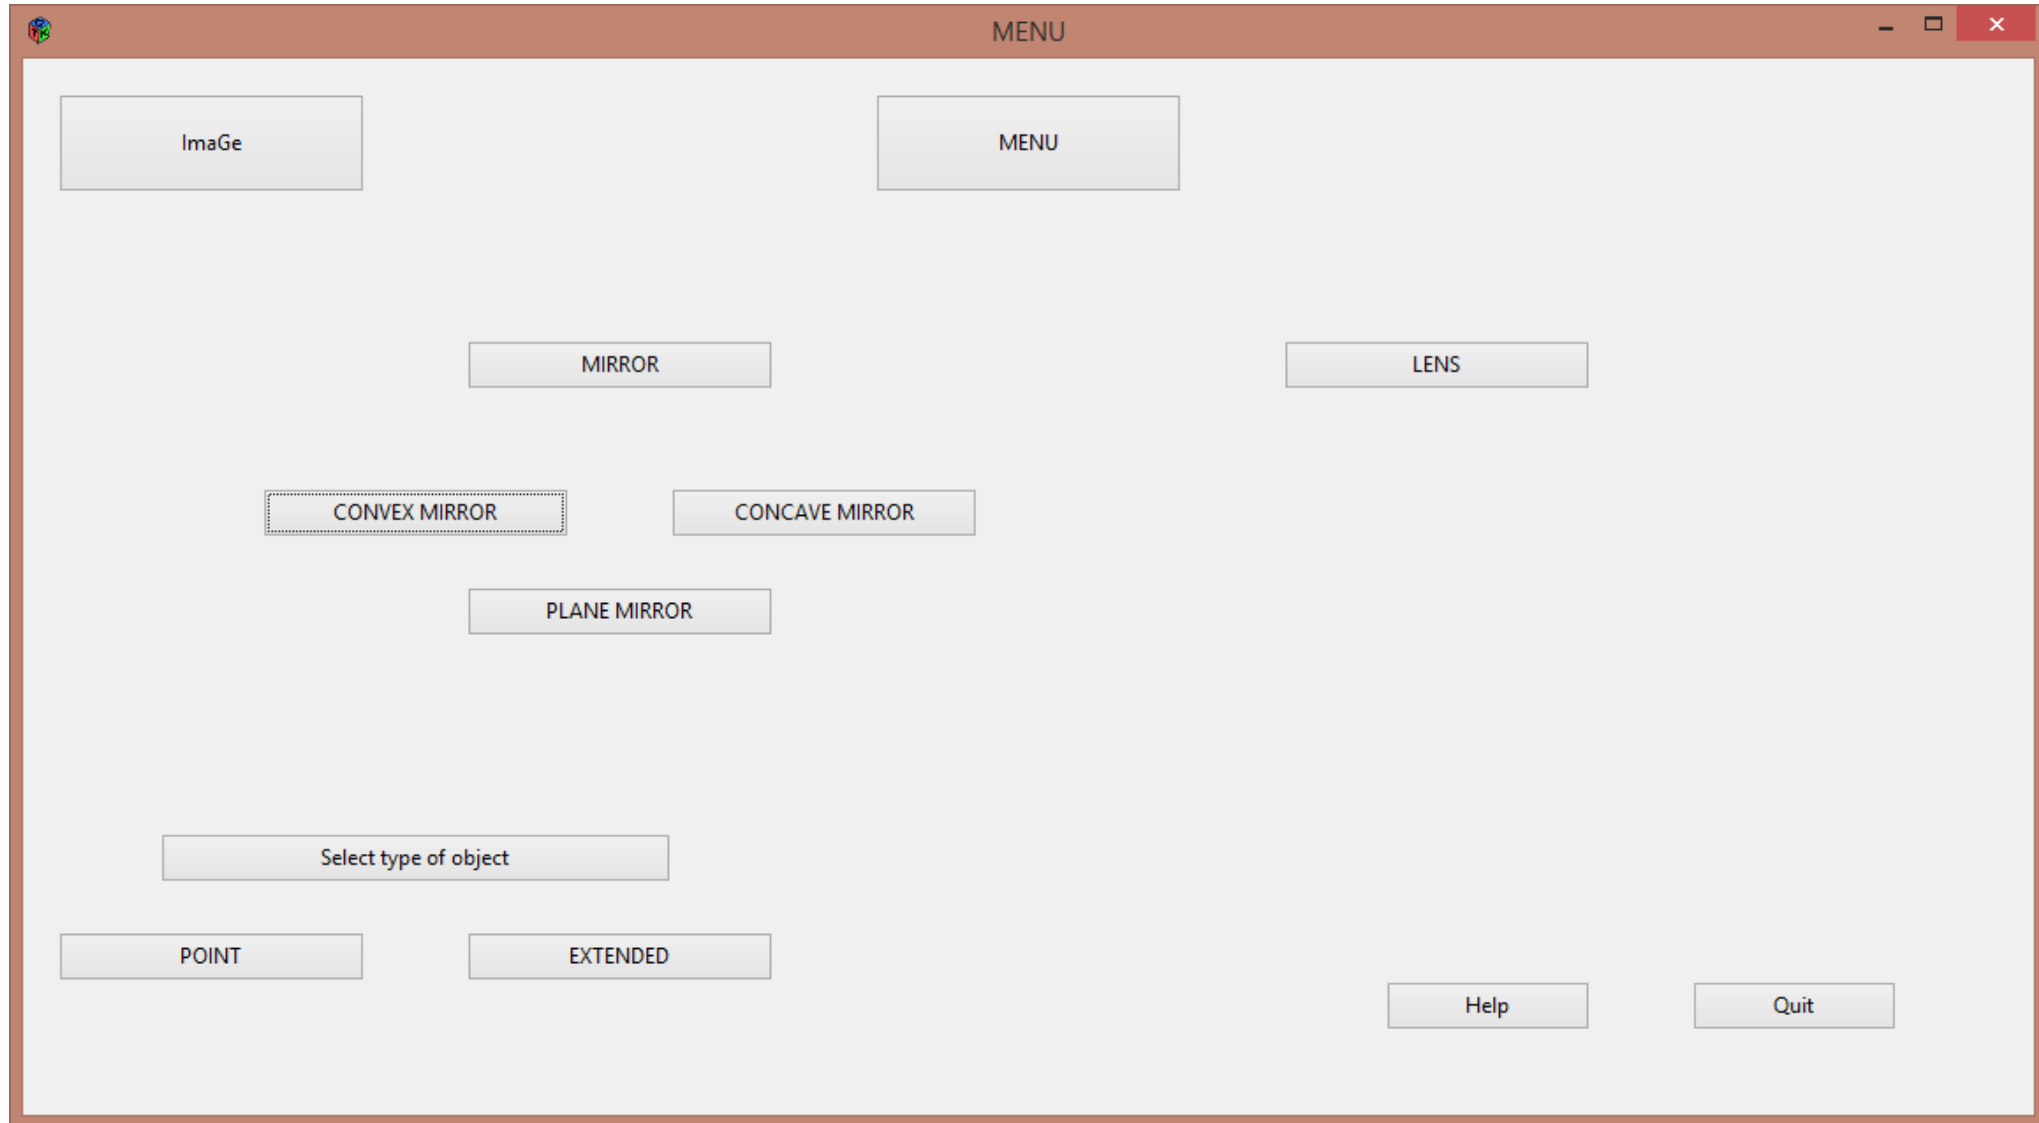 MENU
ImaGe
MENU
MIRROR
LENS
CONVEX MIRROR
CONCAVE MIRROR
PLANE MIRROR
Select type of object
POINT
EXTENDED
Help
Quit